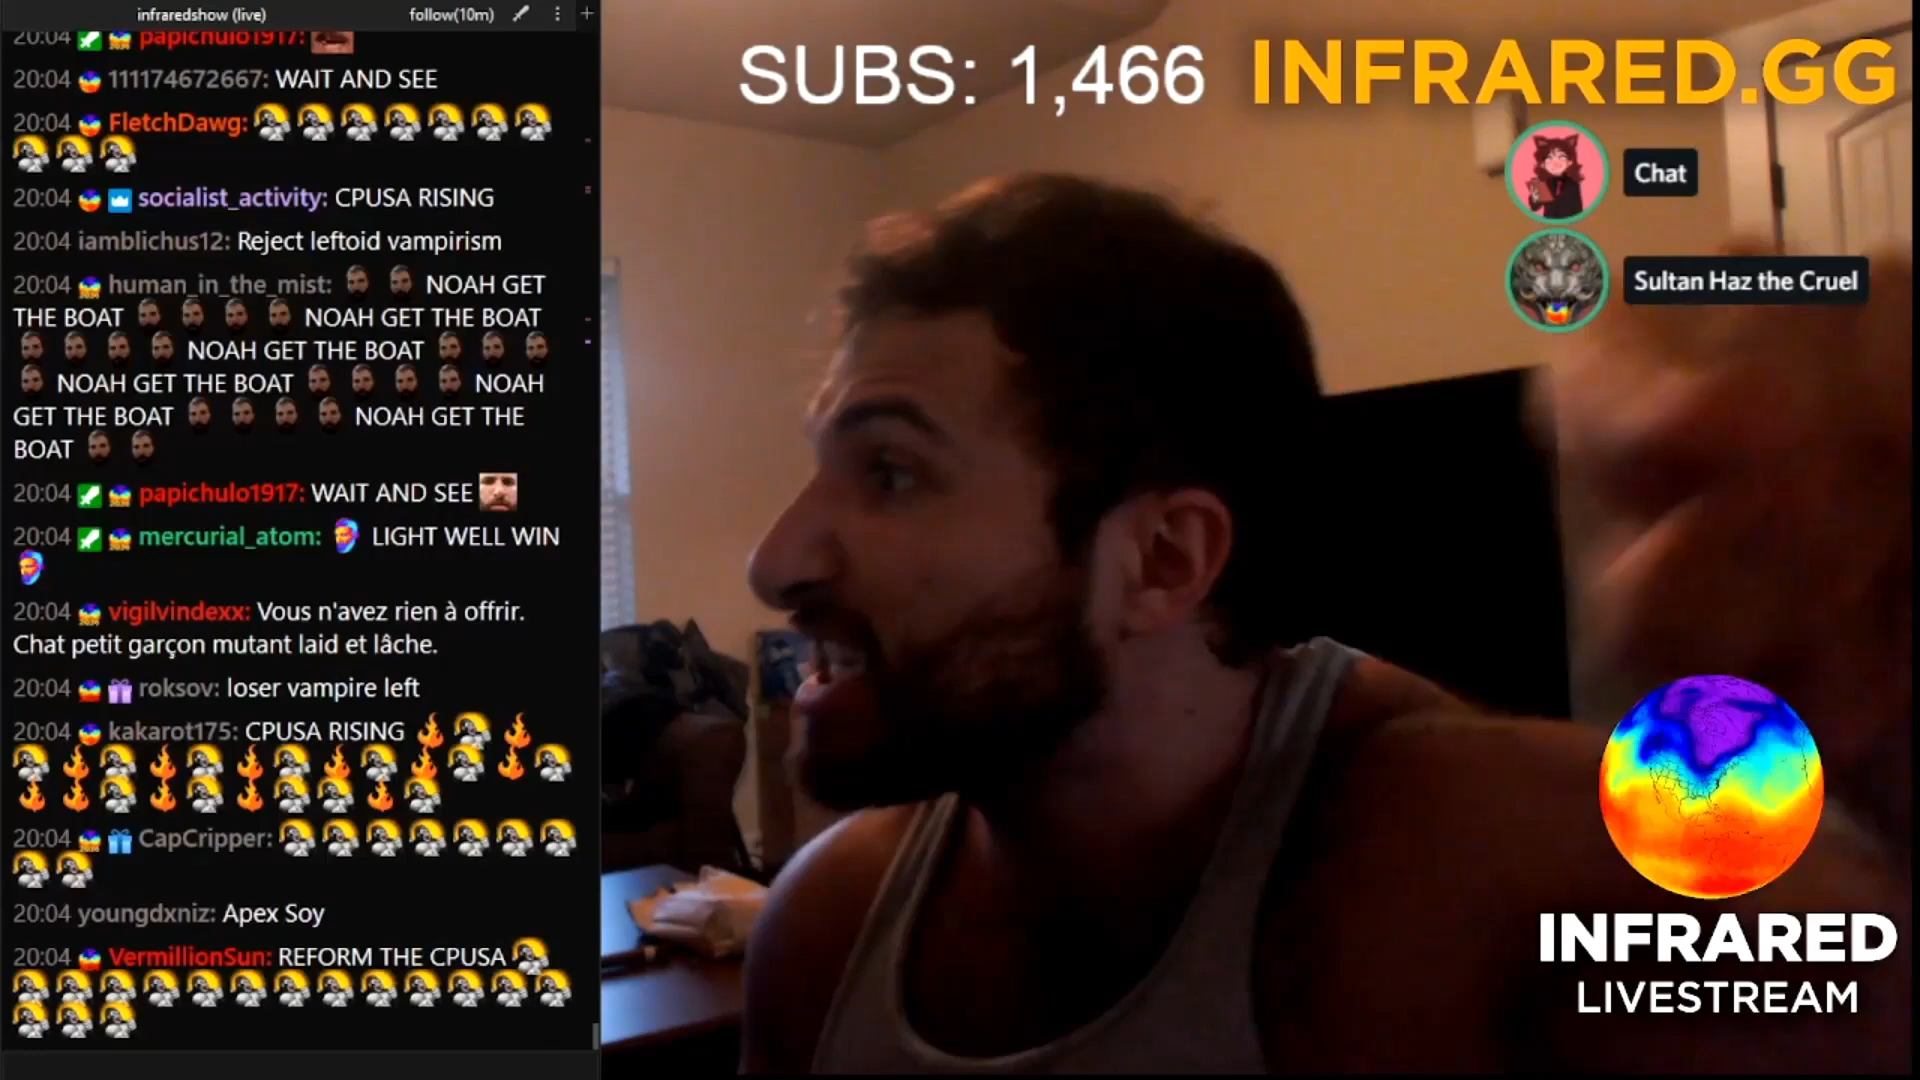 infraredshow (live) follow(10m)
20:04 papichulo1917:
20:04 111174672667: WAIT AND SEE
20:04 FletchDawg:
20:04 socialist_activity: CPUSA RISING
20:04 iamblichus12: Reject leftoid vampirism
20:04 human_in_the_mist: NOAH GET
THE BOAT NOAH GET THE BOAT
NOAH GET THE BOAT
NOAH GET THE BOAT NOAH
GET THE BOAT NOAH GET THE
BOAT
20:04 papichulo1917: WAIT AND SEE
20:04 mercurial_atom: LIGHT WELL WIN
20:04 vigilvindexx: Vous n'avez rien à offrir.
Chat petit garçon mutant laid et lâche.
20:04 roksov: loser vampire left
20:04 kakarot175: CPUSA RISING
20:04 CapCripper:
20:04 youngdxniz: Apex Soy
20:04 VermillionSun: REFORM THE CPUSA
SUBS: 1,466 INFRARED.GG
Chat
Sultan Haz the Cruel
INFRARED
LIVESTREAM